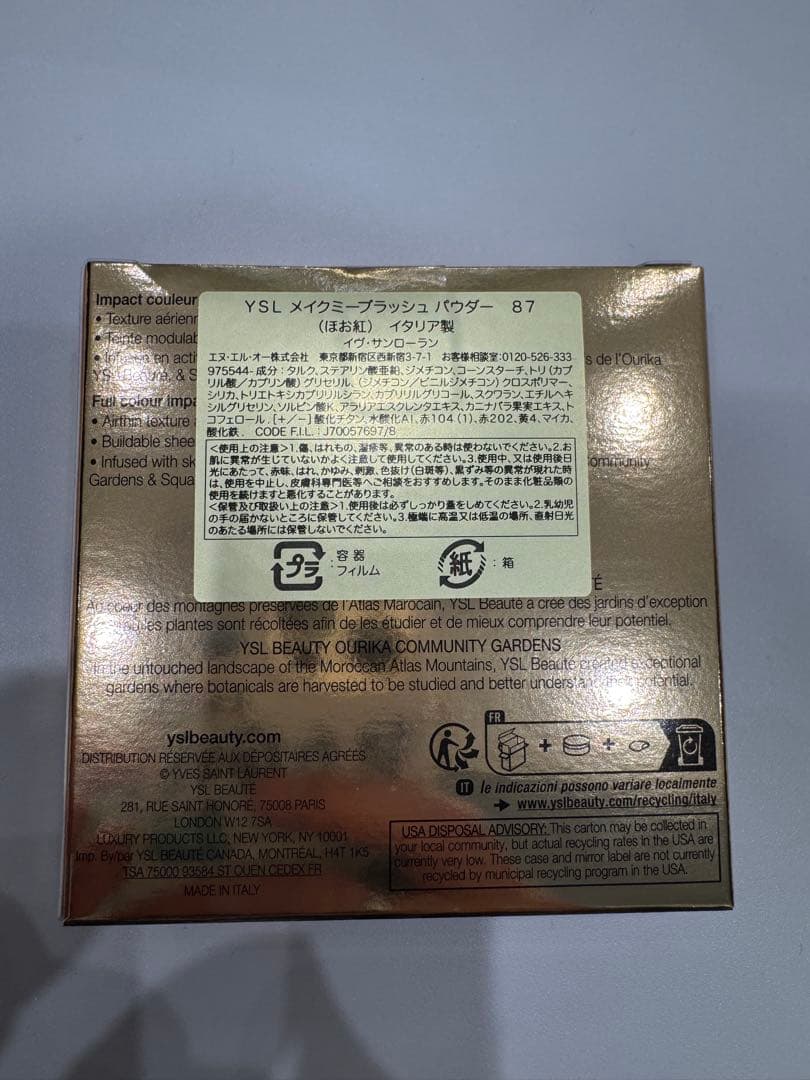 Impact couleur
• Texture aérien
• Teinte modulab
• en acti
s de l'Ourika
Full colour impa
• Airthin texture
• Buildable shee
• Infused with sk
ommunity
Gardens & Squa
YSL メイクミーブラッシュ パウダー 87
(ほお紅) イタリア製
イヴ・サンローラン
エヌ・エル・オー株式会社 東京都新宿区西新宿3-7-1 お客様相談室:0120-526-333
975544- 成分:タルク、ステアリン酸亜鉛、ジメチコン、コーンスターチ、トリ(カプ
リル酸/カプリン酸)グリセリル、(ジメチコン/ビニルジメチコン)クロスポリマー、
シリカ、トリエトキシカプリリルシラン、カプリリルグリコール、スクワラン、エチルヘキ
シルグリセリン、ソルビン酸K、アラリアエスクレンタエキス、カニナバラ果実エキス、ト
コフェロール、[+/-]酸化チタン、水酸化Al、赤104(1)、赤202、黄4、マイカ、
酸化鉄. CODE F.I.L.:J70057697/8
<使用上の注意>1.傷、はれもの、湿疹等、異常のある時は使わないでください。2.お
肌に異常が生じていないかよく注意して使用してください。3.使用中、又は使用後日
光にあたって、赤味、はれ、かゆみ、刺激、色抜け(白斑等)、黒ずみ等の異常が現れた時
は、使用を中止し、皮膚科専門医等へご相談をおすすめします。そのまま化粧品類の
使用を続けますと悪化することがあります。
<保管及び取扱い上の注意>1.使用後は必ずしっかり蓋をしめてください。2.乳幼児
の手の届かないところに保管してください。3.極端に高温又は低温の場所、直射日光
のあたる場所には保管しないでください。
プラ :容器 フィルム 紙 :箱
TÉ
Au coeur des montagnes préservées de l'Atlas Marocain, YSL Beauté a créé des jardins d'exception
plantes sont récoltées afin de les étudier et de mieux comprendre leur potentiel.
YSL BEAUTY OURIKA COMMUNITY GARDENS
In the untouched landscape of the Moroccan Atlas Mountains, YSL Beauté created exceptional
gardens where botanicals are harvested to be studied and better understand their potential.
yslbeauty.com
DISTRIBUTION RÉSERVÉE AUX DÉPOSITAIRES AGRÉÉS
© YVES SAINT LAURENT
YSL BEAUTÉ
281, RUE SAINT HONORÉ, 75008 PARIS
LONDON W12 7SA
LUXURY PRODUCTS LLC, NEW YORK, NY 10001
Imp. By/par YSL BEAUTÉ CANADA, MONTRÉAL, H4T 1K5
TSA 75000 93584 ST OUEN CEDEX FR
MADE IN ITALY
FR
+ +
IT le indicazioni possono variare localmente
www.yslbeauty.com/recycling/italy
USA DISPOSAL ADVISORY: This carton may be collected in
your local community, but actual recycling rates in the USA are
currently very low. These case and mirror label are not currently
recycled by municipal recycling program in the USA.